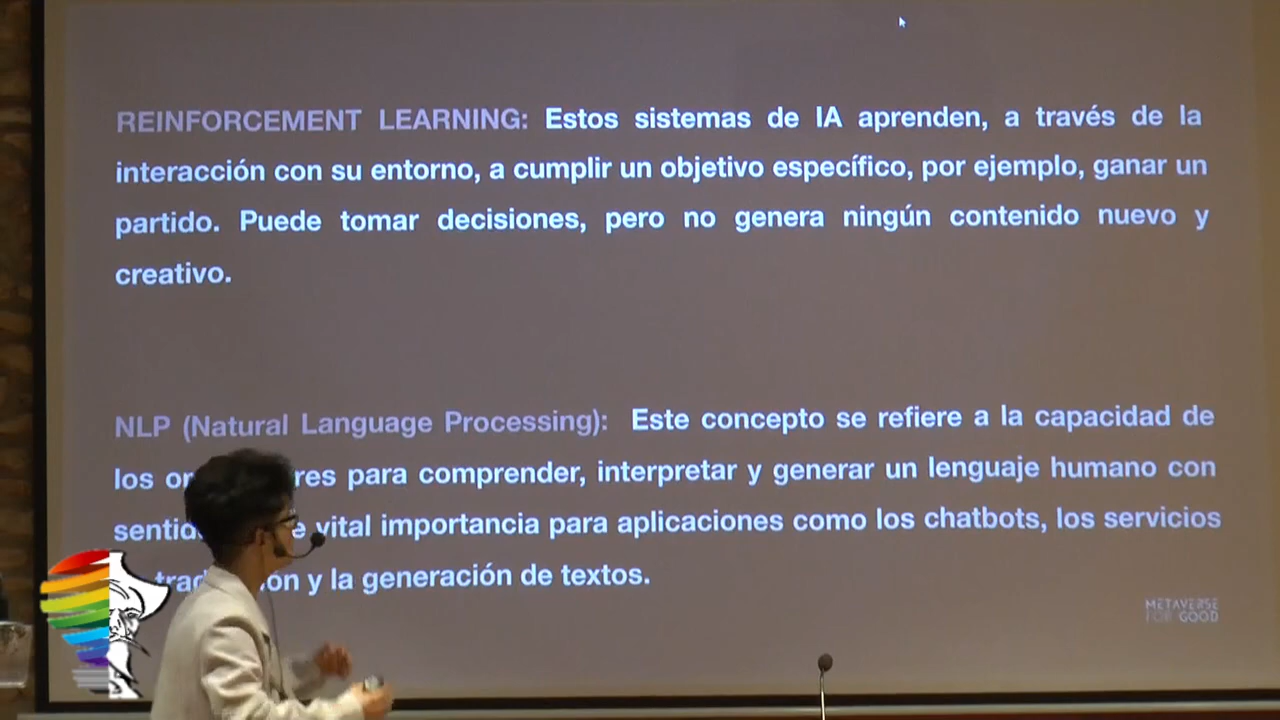 REINFORCEMENT LEARNING: Estos sistemas de IA aprenden, a través de la
interacción con su entorno, a cumplir un objetivo específico, por ejemplo, ganar un
partido. Puede tomar decisiones, pero no genera ningún contenido nuevo y
creativo.
NLP (Natural Language Processing): Este concepto se refiere a la capacidad de
los para comprender, interpretar y generar un lenguaje humano con
vital importancia para aplicaciones como los chatbots, los servicios
y la generación de textos.
METAVERSE
FOR GOOD